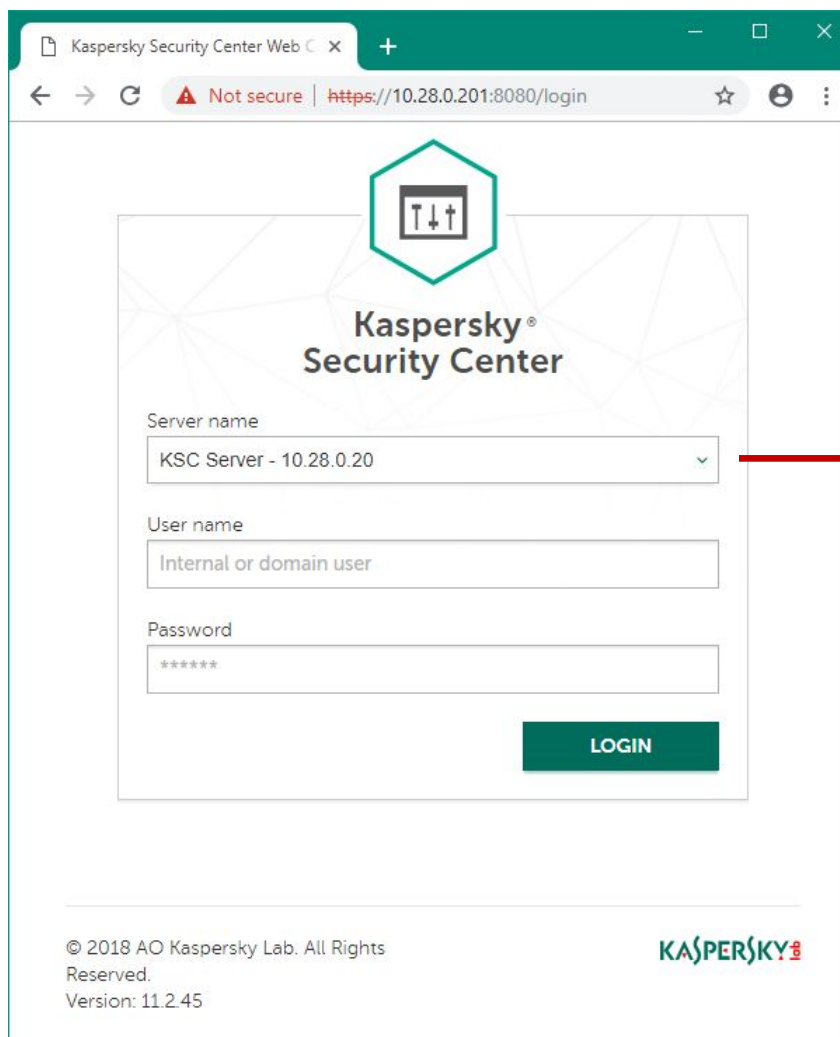 Kaspersky Security Center Web C
Not secure | https://10.28.0.201:8080/login
Kaspersky®
Security Center
Server name
KSC Server - 10.28.0.20
User name
Internal or domain user
Password
******
LOGIN
© 2018 AO Kaspersky Lab. All Rights
Reserved.
Version: 11.2.45
KASPERSKY lab